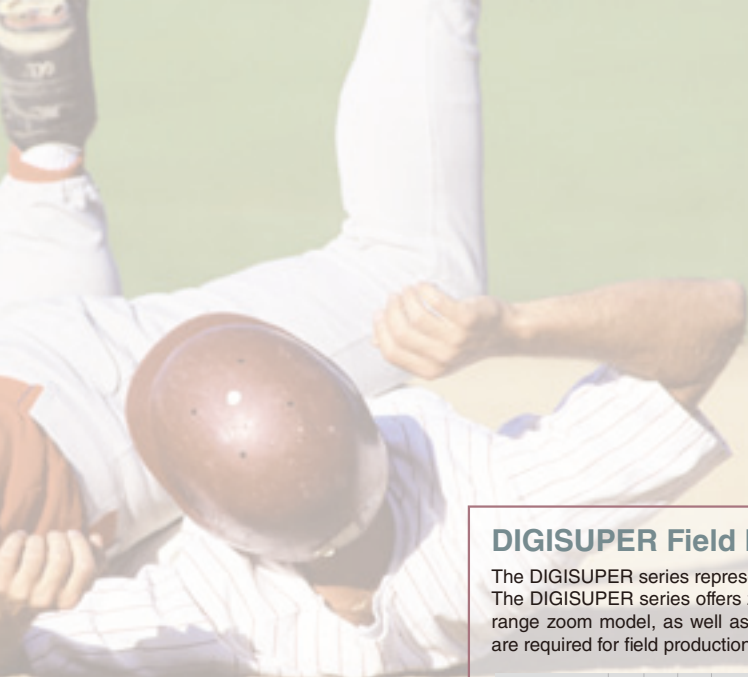 DIGISUPER Field
The DIGISUPER series
The DIGISUPER series offers
range zoom model, as well as
are required for field production